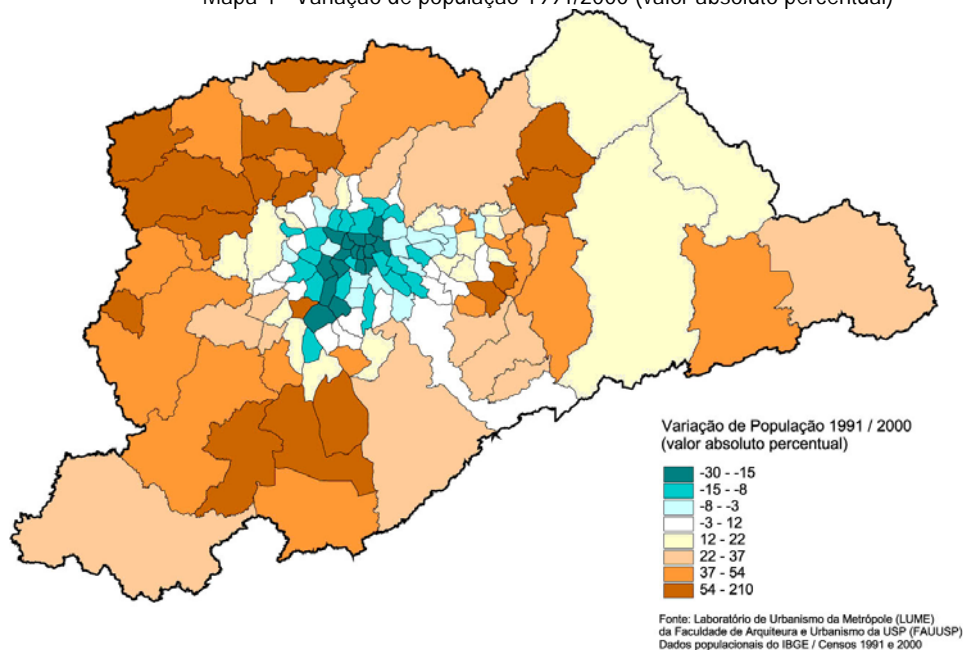 Mapa 1 - Variação de população 1991/2000 (valor absoluto percentual)
Variação de População 1991 / 2000
(valor absoluto percentual)
-30 - -15
-15 - -8
-8 - -3
-3 - 12
12 - 22
22 - 37
37 - 54
54 - 210
Fonte: Laboratório de Urbanismo da Metrópole (LUME)
da Faculdade de Arquiteura e Urbanismo da USP (FAUUSP)
Dados populacionais do IBGE / Censos 1991 e 2000